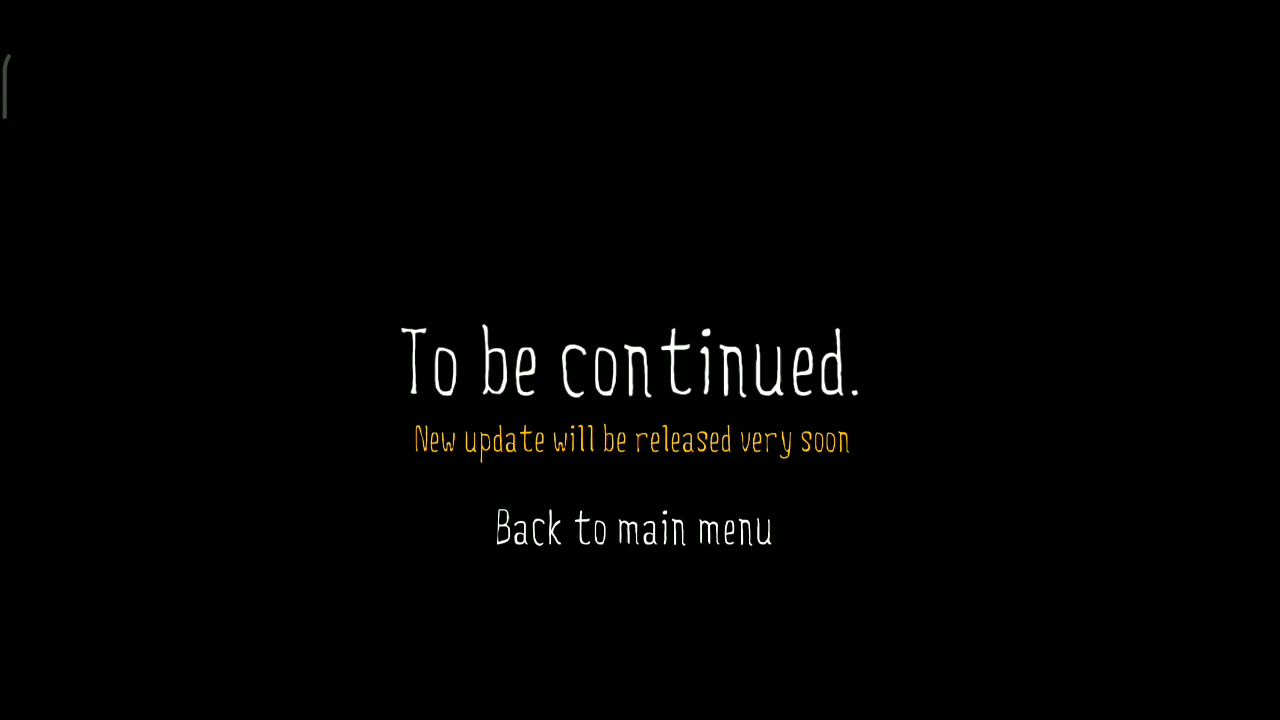 To be continued.
New update will be released very soon
Back to main menu